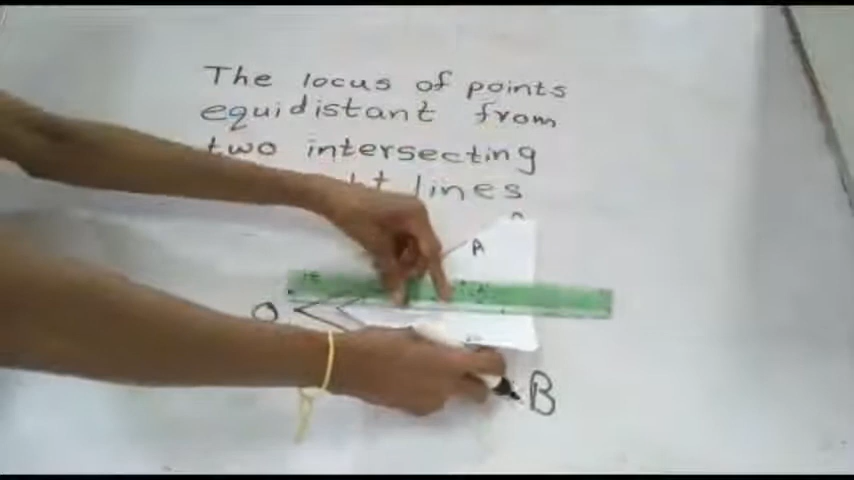 The locus of points
equidistant from
two intersecting
lines
A
O
B